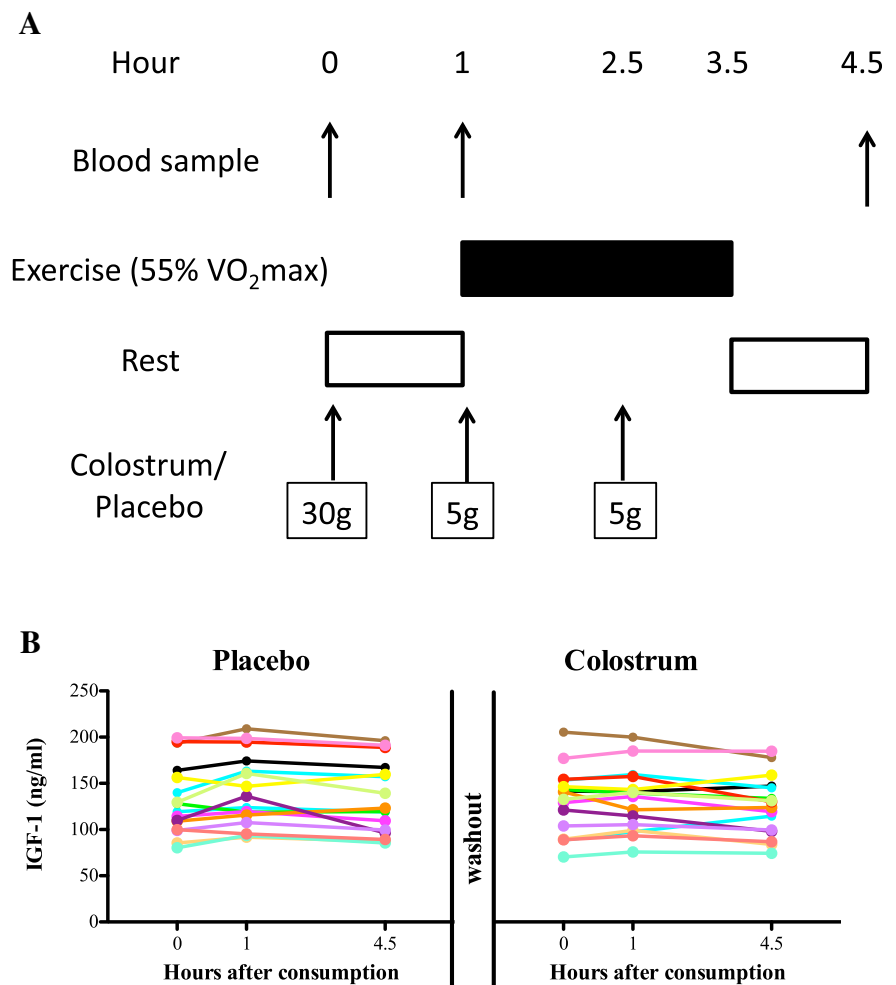 A
Hour 0 1 2.5 3.5 4.5
Blood sample
Exercise (55% VO₂max)
Rest
Colostrum/
Placebo
30g 5g 5g
B
Placebo
250
200
150
100
50
0
IGF-1 (ng/ml)
0 1 4.5
Hours after consumption
washout
Colostrum
0 1 4.5
Hours after consumption